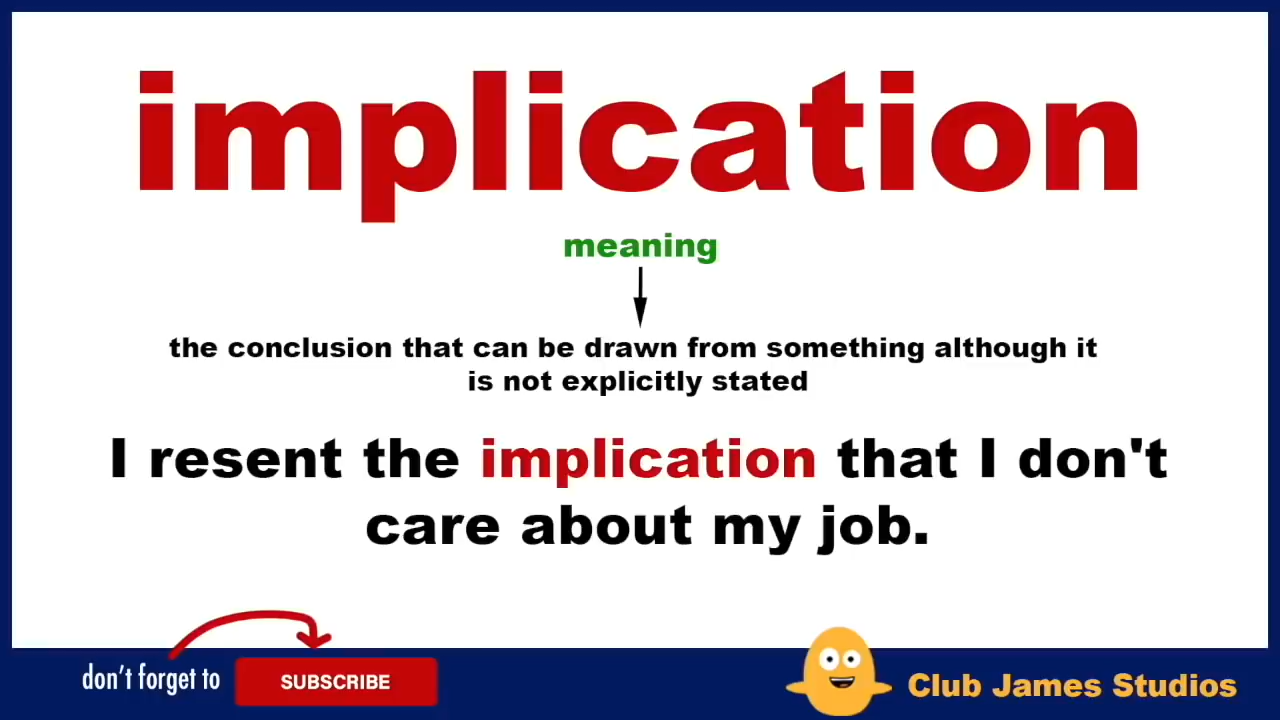 implication
meaning
the conclusion that can be drawn from something although it
is not explicitly stated
I resent the implication that I don't
care about my job.
don't forget to
SUBSCRIBE
Club James Studios